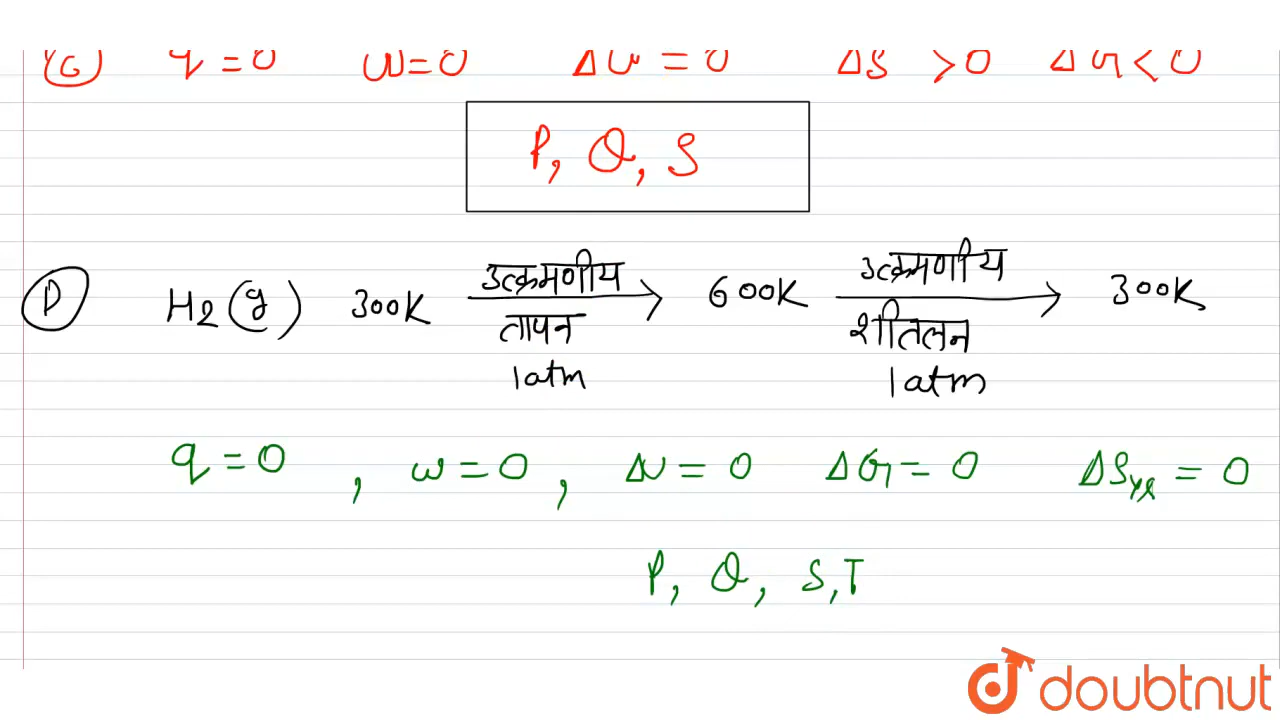 (C) q = 0 w = 0 Δu = 0 ΔS > 0 ΔG < 0
P, Q, S
(D) H2(g) 300K उत्क्रमणीय 600K उत्क्रमणीय 300K
तापन शीतलन
1atm 1atm
q = 0 , w = 0 , ΔU = 0 ΔG = 0 ΔSsys = 0
P, Q, S, T
doubtnut